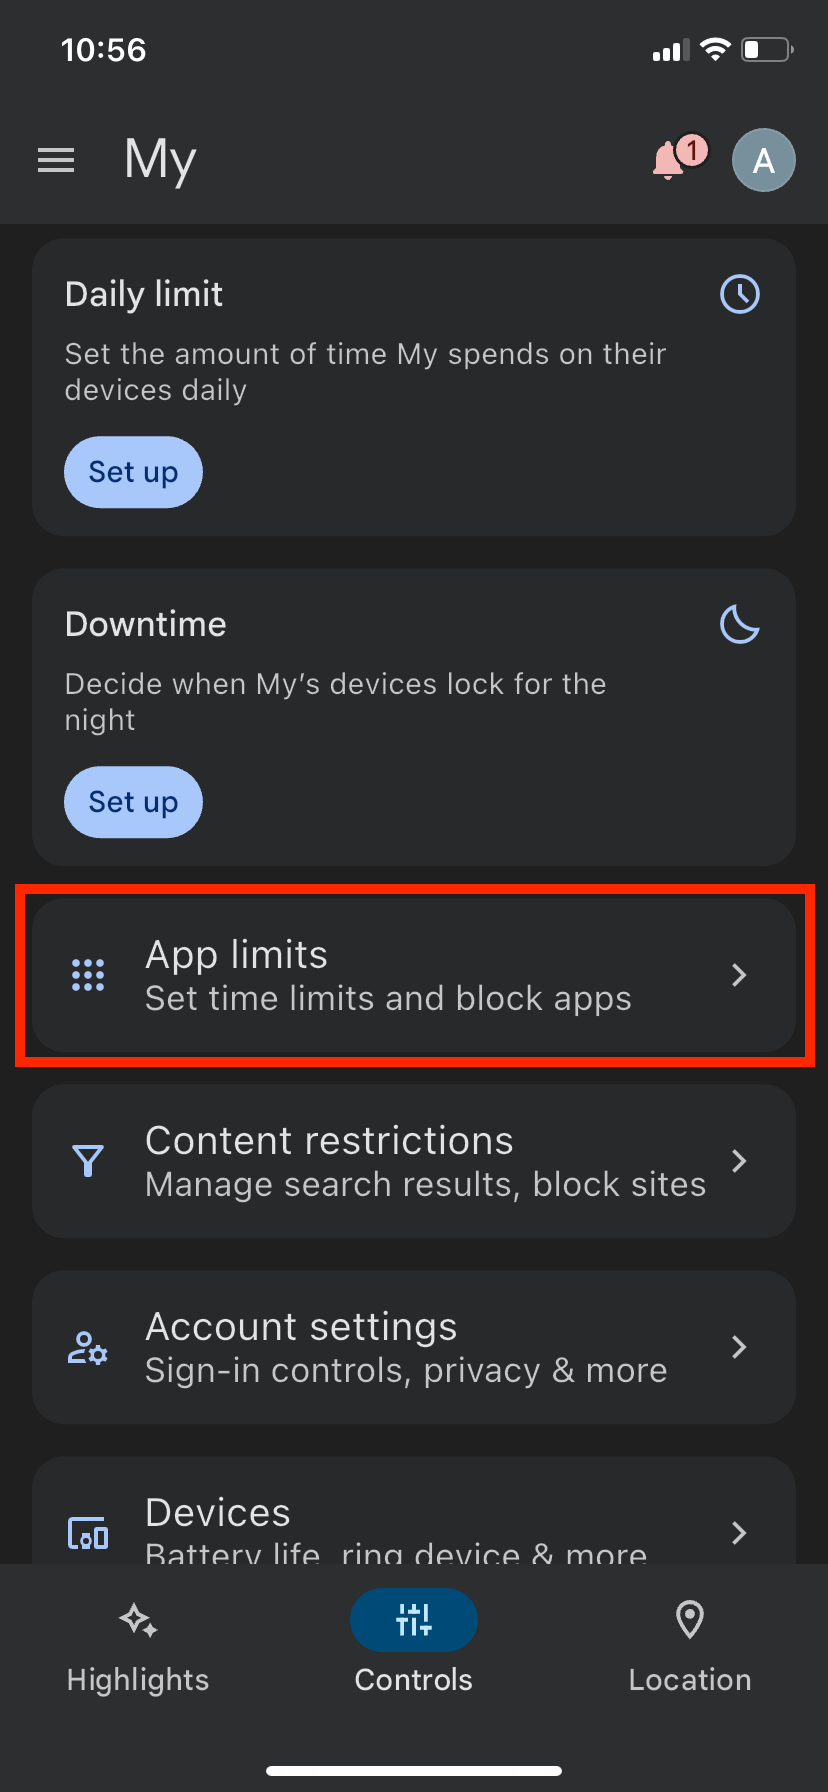 10:56
My
1
A
Daily limit
Set the amount of time My spends on their
devices daily
Set up
Downtime
Decide when My’s devices lock for the
night
Set up
App limits
Set time limits and block apps
Content restrictions
Manage search results, block sites
Account settings
Sign-in controls, privacy & more
Devices
Battery life, ring device & more
Highlights
Controls
Location